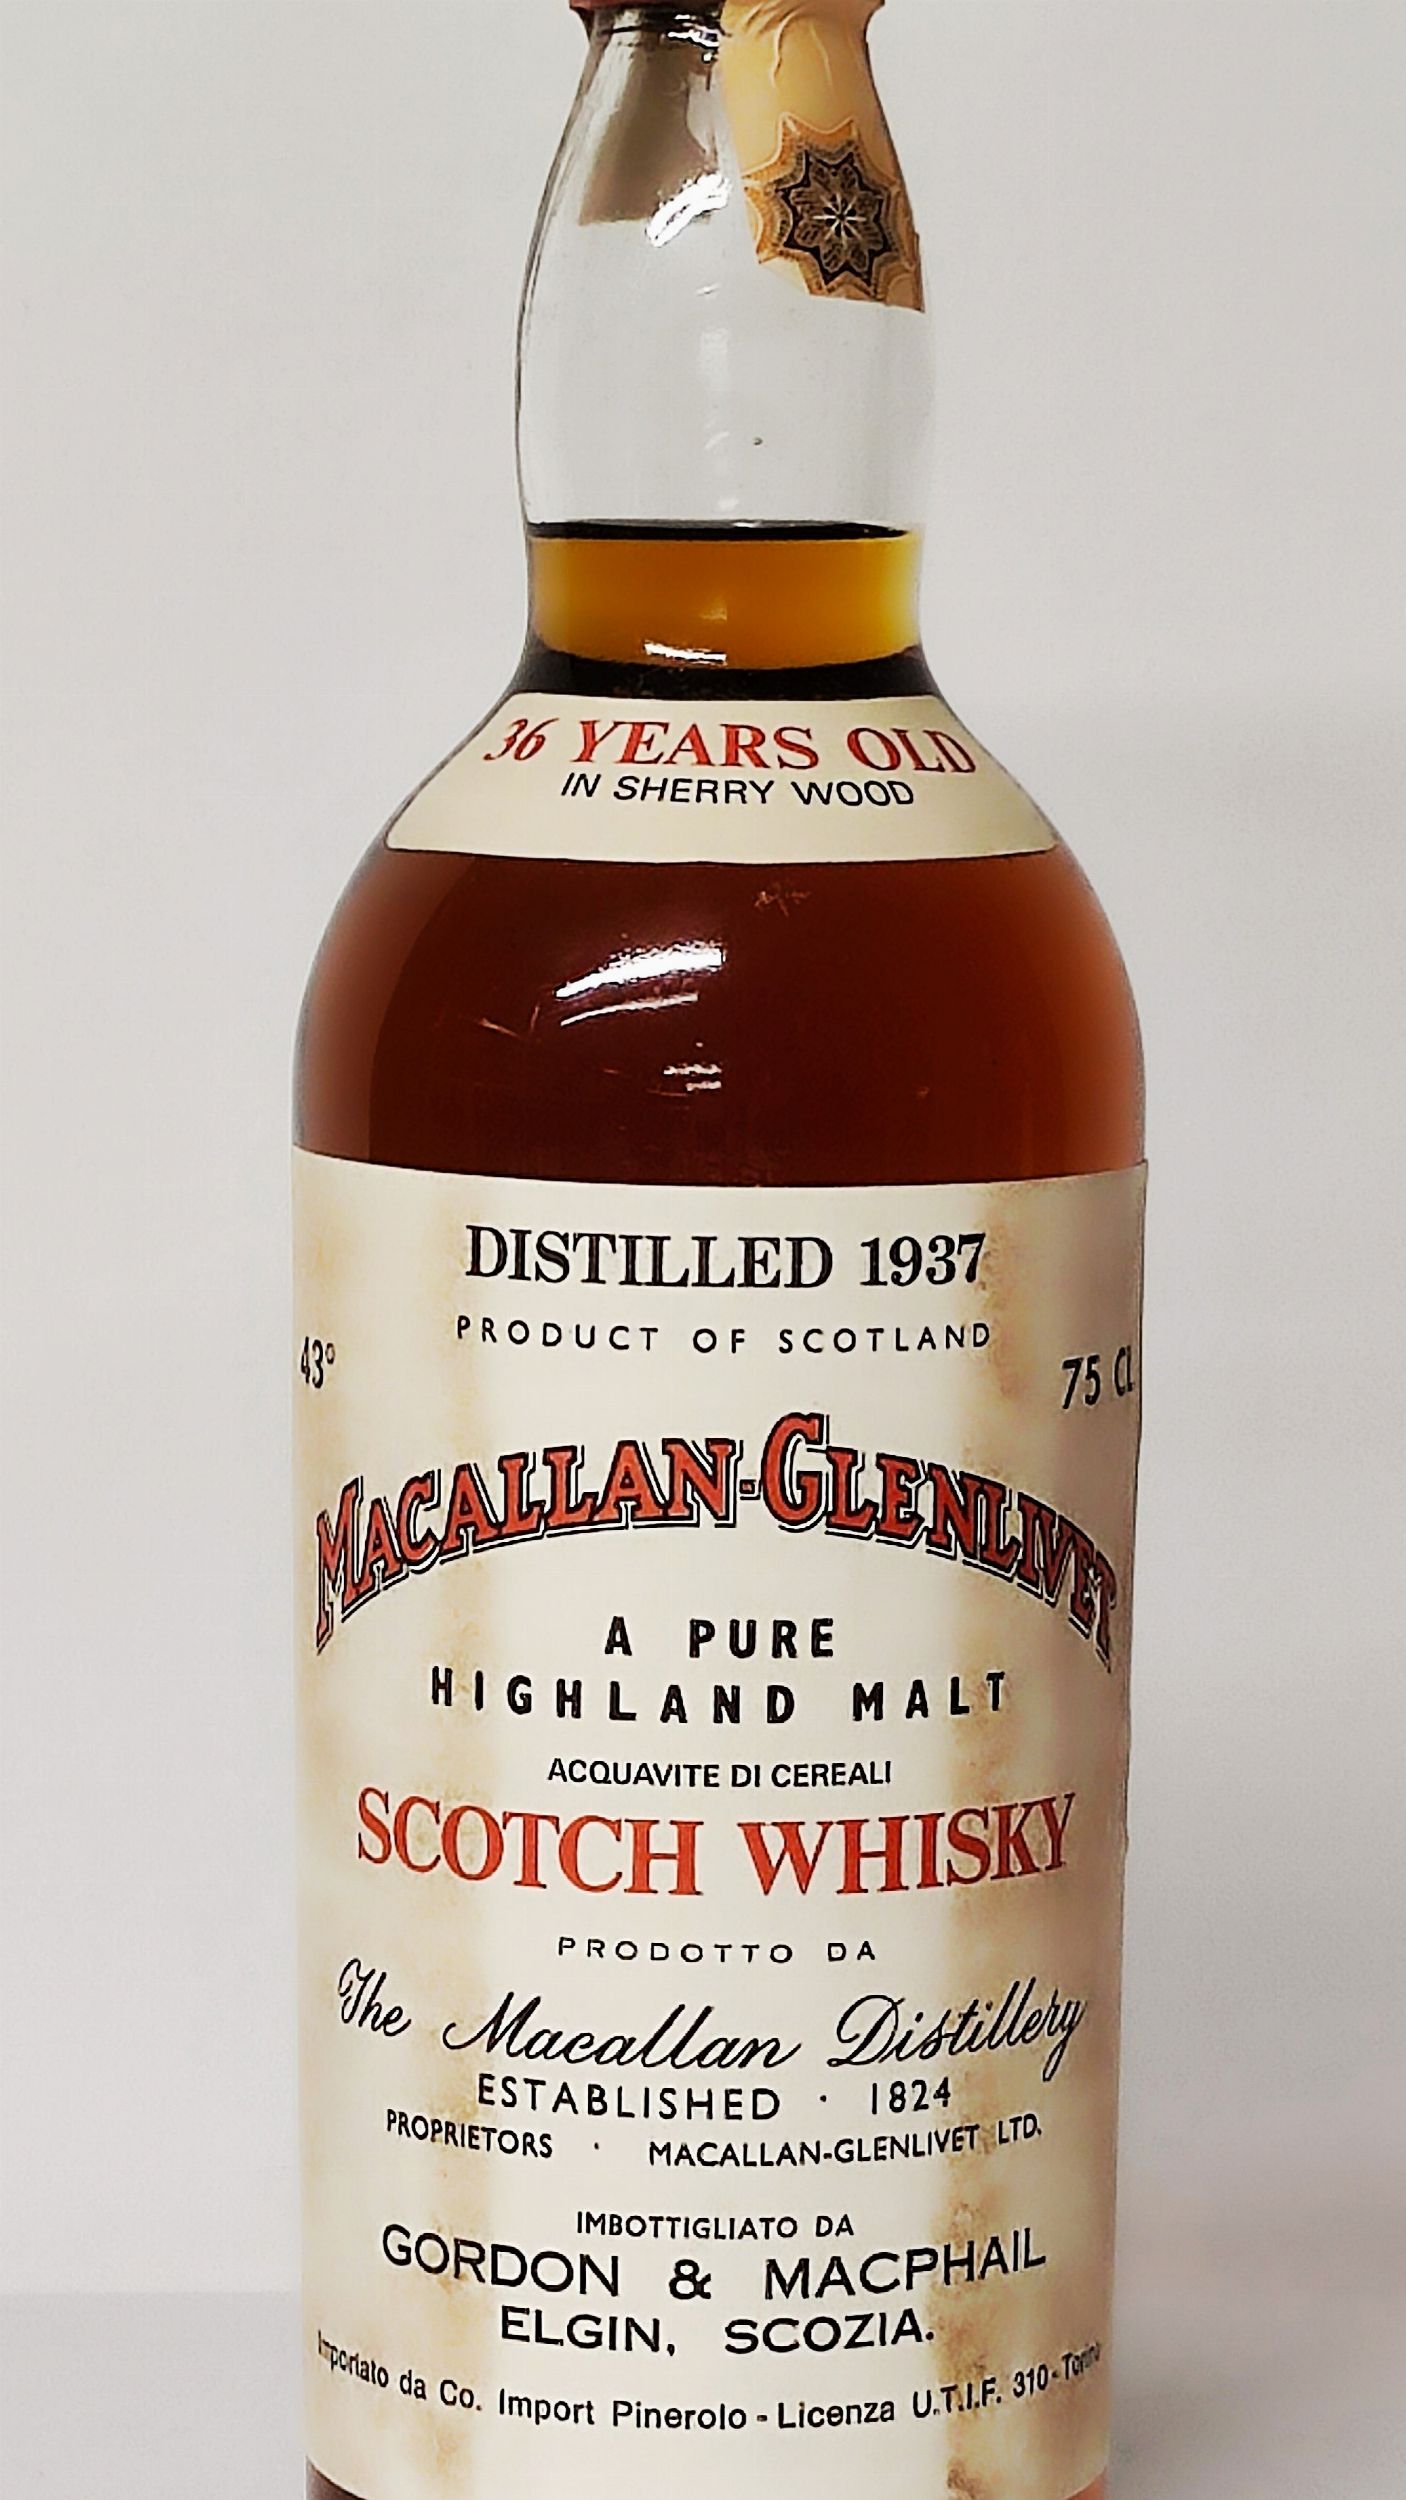 36 YEARS OLD
IN SHERRY WOOD
DISTILLED 1937
PRODUCT OF SCOTLAND
43° 75 CL
MACALLAN-GLENLIVET
A PURE
HIGHLAND MALT
ACQUAVITE DI CEREALI
SCOTCH WHISKY
PRODOTTO DA
The Macallan Distillery
ESTABLISHED · 1824
PROPRIETORS · MACALLAN-GLENLIVET LTD.
IMBOTTIGLIATO DA
GORDON & MACPHAIL
ELGIN, SCOZIA.
Importato da Co. Import Pinerolo - Licenza U.T.I.F. 310 - Torino